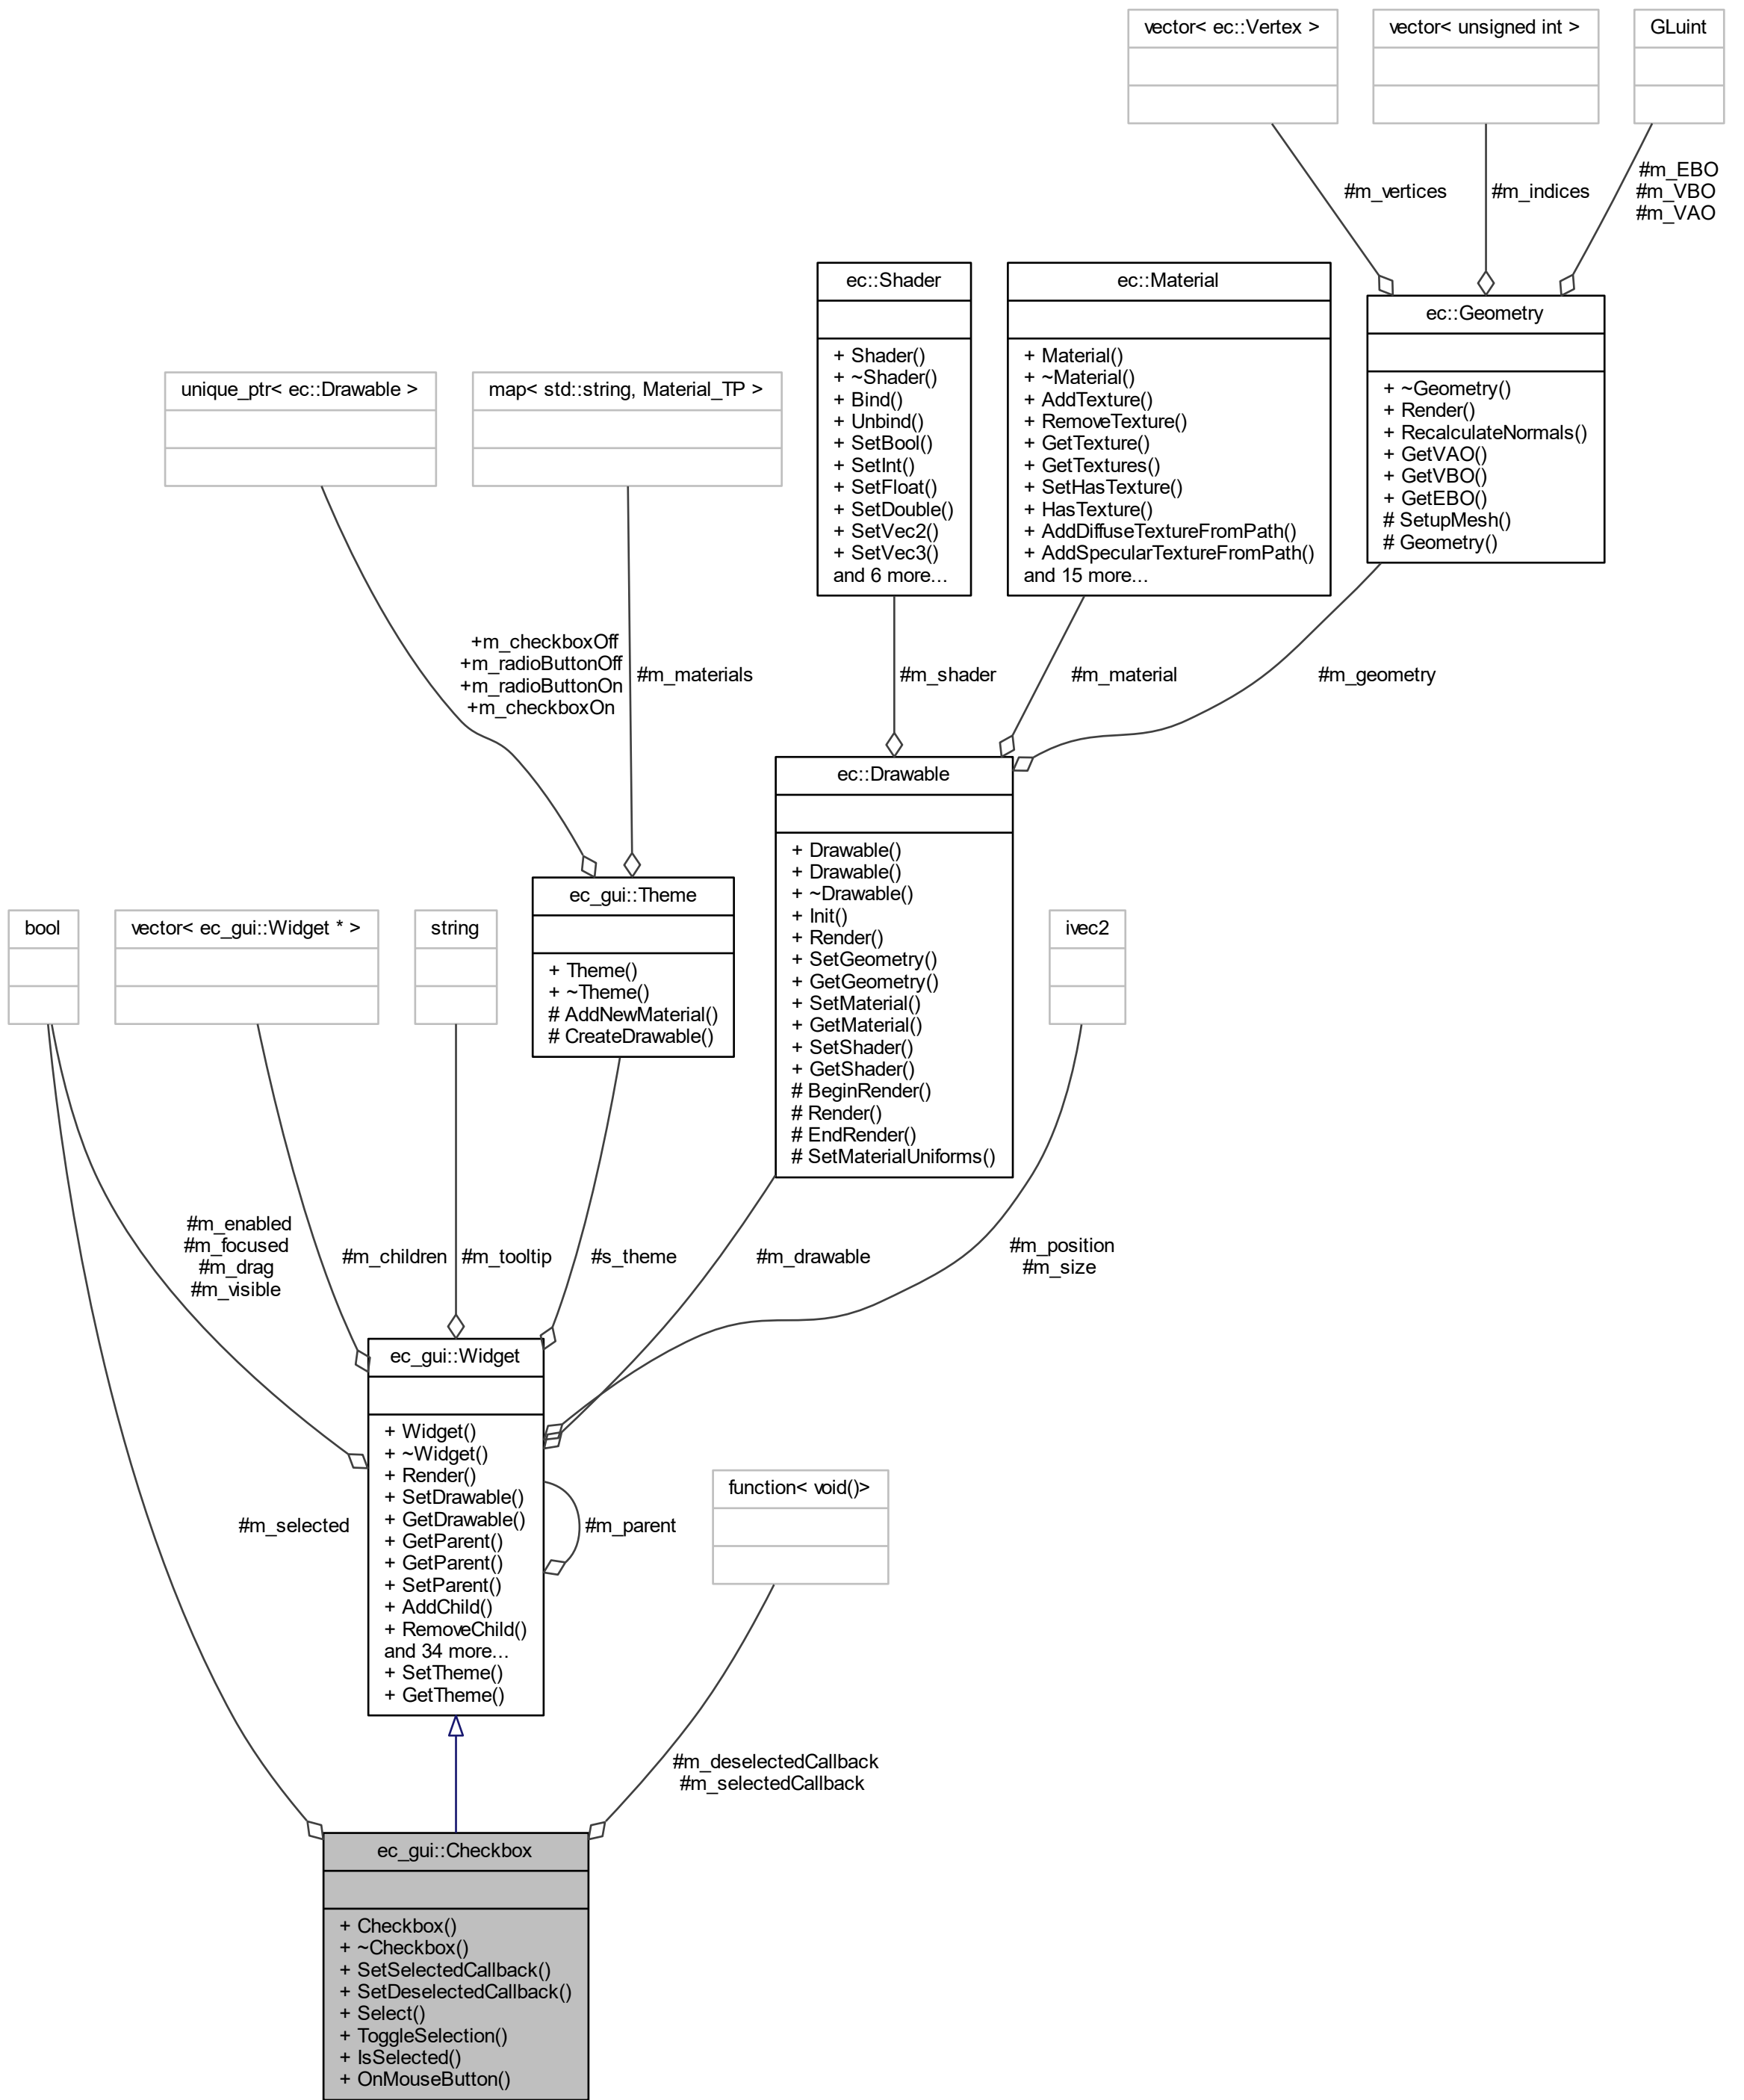 vector< ec::Vertex >
vector< unsigned int >
GLuint
#m_vertices
#m_indices
#m_EBO
#m_VBO
#m_VAO
ec::Shader
+ Shader()
+ ~Shader()
+ Bind()
+ Unbind()
+ SetBool()
+ SetInt()
+ SetFloat()
+ SetDouble()
+ SetVec2()
+ SetVec3()
and 6 more...
ec::Material
+ Material()
+ ~Material()
+ AddTexture()
+ RemoveTexture()
+ GetTexture()
+ GetTextures()
+ SetHasTexture()
+ HasTexture()
+ AddDiffuseTextureFromPath()
+ AddSpecularTextureFromPath()
and 15 more...
ec::Geometry
+ ~Geometry()
+ Render()
+ RecalculateNormals()
+ GetVAO()
+ GetVBO()
+ GetEBO()
# SetupMesh()
# Geometry()
unique_ptr< ec::Drawable >
map< std::string, Material_TP >
+m_checkboxOff
+m_radioButtonOff
+m_radioButtonOn
+m_checkboxOn
#m_materials
#m_shader
#m_material
#m_geometry
ec::Drawable
+ Drawable()
+ Drawable()
+ ~Drawable()
+ Init()
+ Render()
+ SetGeometry()
+ GetGeometry()
+ SetMaterial()
+ GetMaterial()
+ SetShader()
+ GetShader()
# BeginRender()
# Render()
# EndRender()
# SetMaterialUniforms()
bool
vector< ec_gui::Widget * >
string
ec_gui::Theme
+ Theme()
+ ~Theme()
# AddNewMaterial()
# CreateDrawable()
ivec2
#m_enabled
#m_focused
#m_drag
#m_visible
#m_children
#m_tooltip
#s_theme
#m_drawable
#m_position
#m_size
ec_gui::Widget
+ Widget()
+ ~Widget()
+ Render()
+ SetDrawable()
+ GetDrawable()
+ GetParent()
+ GetParent()
+ SetParent()
+ AddChild()
+ RemoveChild()
and 34 more...
+ SetTheme()
+ GetTheme()
#m_selected
#m_parent
function< void()>
#m_deselectedCallback
#m_selectedCallback
ec_gui::Checkbox
+ Checkbox()
+ ~Checkbox()
+ SetSelectedCallback()
+ SetDeselectedCallback()
+ Select()
+ ToggleSelection()
+ IsSelected()
+ OnMouseButton()